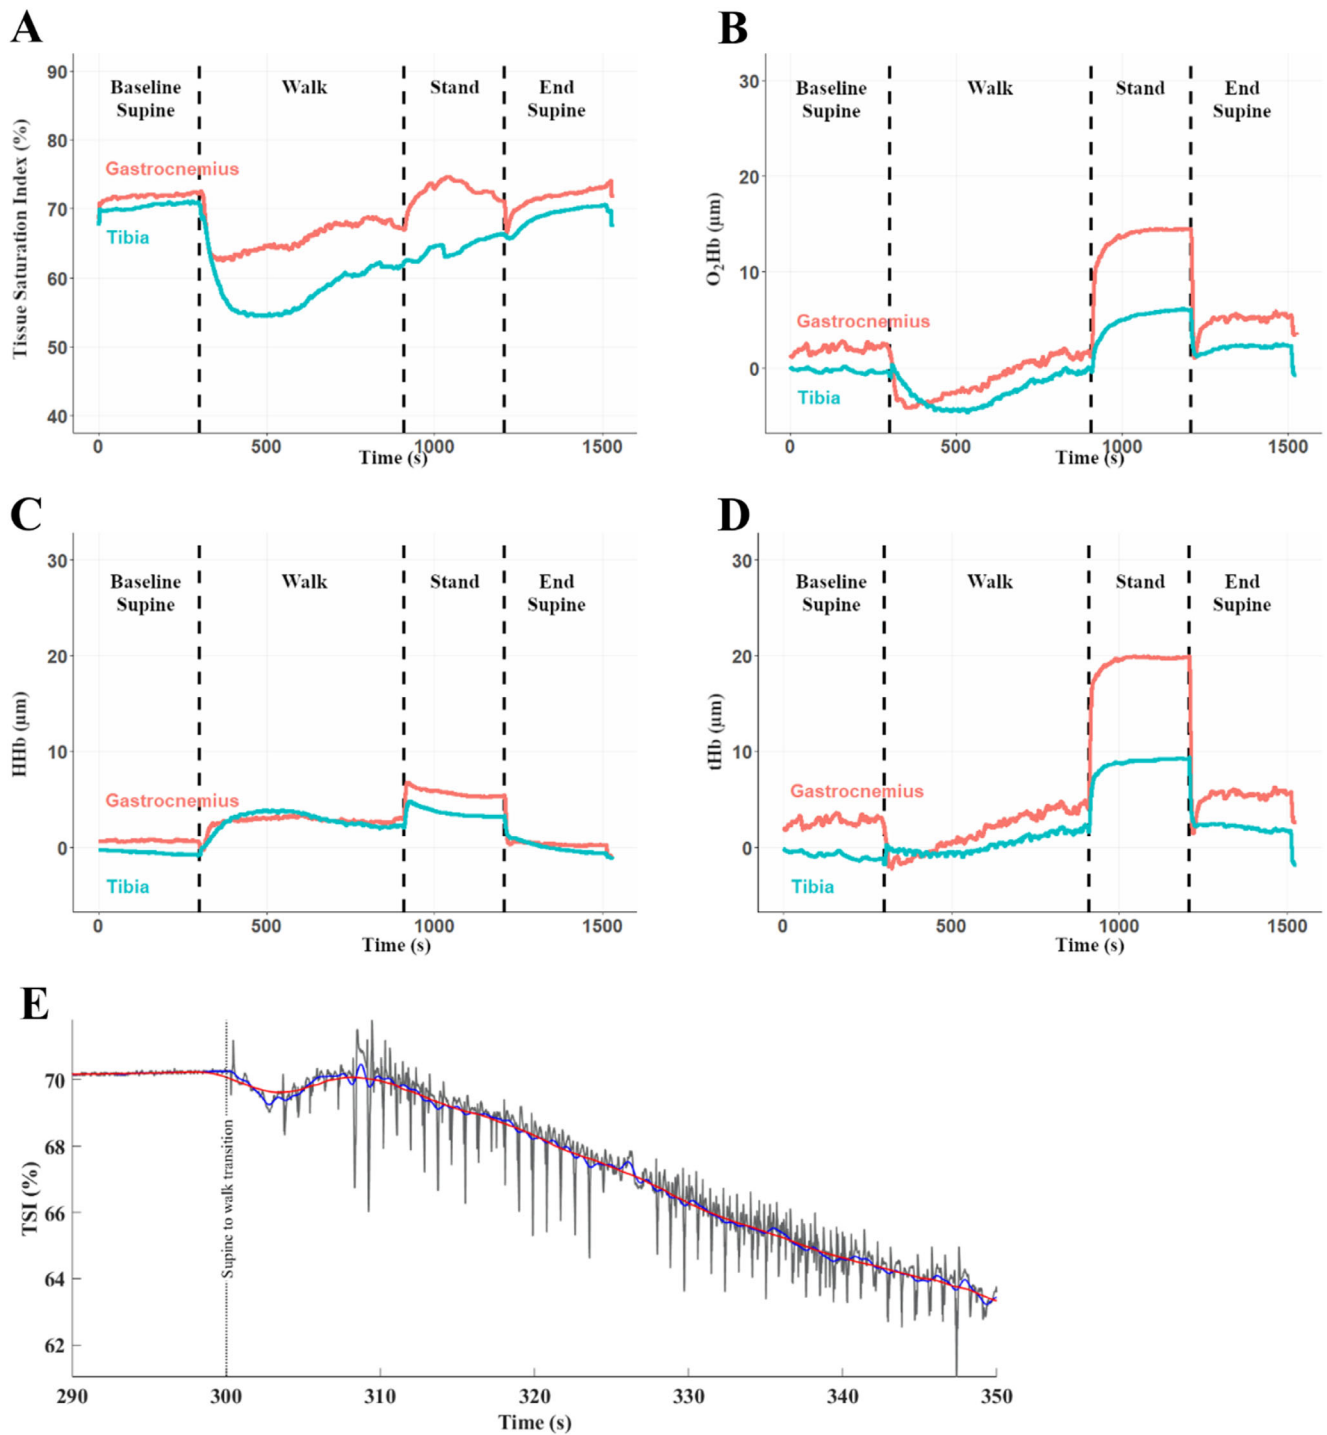 A
90
80
70
60
50
40
Tissue Saturation Index (%)
Baseline
Supine
Walk
Stand
End
Supine
Gastrocnemius
Tibia
0
500
1000
1500
Time (s)
B
30
20
10
0
O₂Hb (μm)
Baseline
Supine
Walk
Stand
End
Supine
Gastrocnemius
Tibia
0
500
1000
1500
Time (s)
C
30
20
10
0
HHb (μm)
Baseline
Supine
Walk
Stand
End
Supine
Gastrocnemius
Tibia
0
500
1000
1500
Time (s)
D
30
20
10
0
tHb (μm)
Baseline
Supine
Walk
Stand
End
Supine
Gastrocnemius
Tibia
0
500
1000
1500
Time (s)
E
70
68
66
64
62
TSI (%)
Supine to walk transition
290
300
310
320
330
340
350
Time (s)